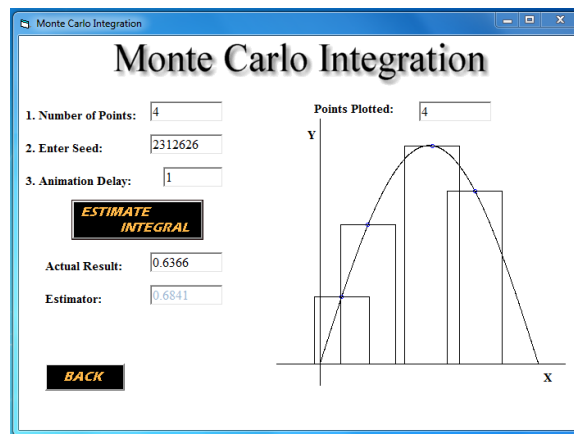 Monte Carlo Integration
Monte Carlo Integration
1. Number of Points: 4
2. Enter Seed: 2312626
3. Animation Delay: 1
ESTIMATE
INTEGRAL
Actual Result: 0.6366
Estimator: 0.6841
BACK
Points Plotted: 4
Y
X